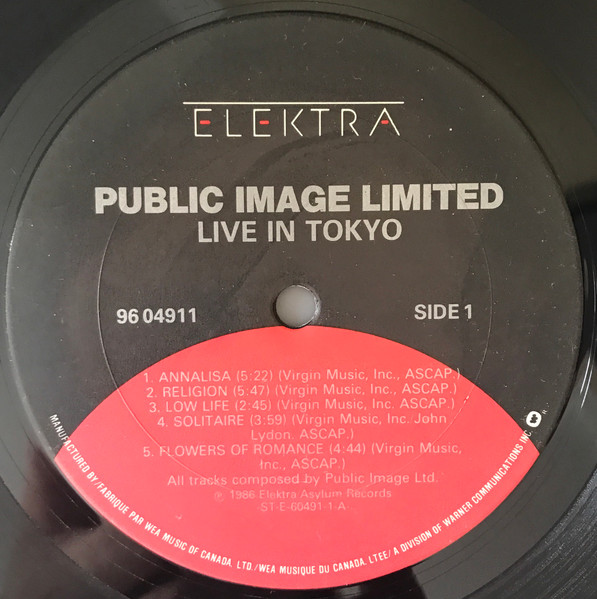 ELEKTRA
PUBLIC IMAGE LIMITED
LIVE IN TOKYO
96 04911
SIDE 1
1. ANNALISA (5:22) (Virgin Music, Inc., ASCAP.)
2. RELIGION (5:47) (Virgin Music, Inc., ASCAP.)
3. LOW LIFE (2:45) (Virgin Music, Inc. ASCAP.)
4. SOLITAIRE (3:59) (Virgin Music, Inc. John
Lydon, ASCAP.)
5. FLOWERS OF ROMANCE (4:44) (Virgin Music,
Inc., ASCAP.)
All tracks composed by Public Image Ltd.
℗ 1986 Elektra Asylum Records
ST-E-60491-1-A
MANUFACTURED BY/FABRIQUE PAR WEA MUSIC OF CANADA, LTD./WEA MUSIQUE DU CANADA, LTEE/ A DIVISION OF WARNER COMMUNICATIONS INC.